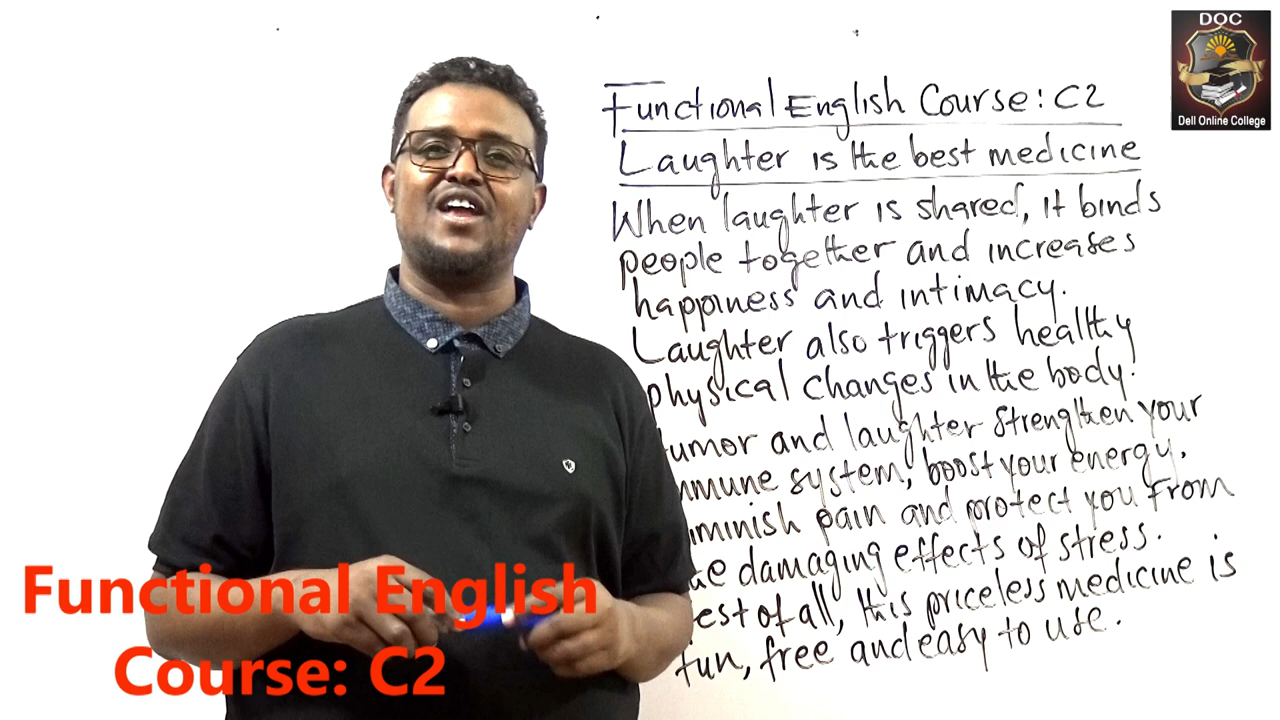 DOC
Dell Online College
Functional English Course: C2
Laughter is the best medicine
When laughter is shared, it binds
people together and increases
happiness and intimacy.
Laughter also triggers healthy
physical changes in the body.
umor and laughter strengthen your
mmune system, boost your energy,
iminish pain and protect you from
he damaging effects of stress.
est of all, this priceless medicine is
fun, free and easy to use.
Functional English
Course: C2